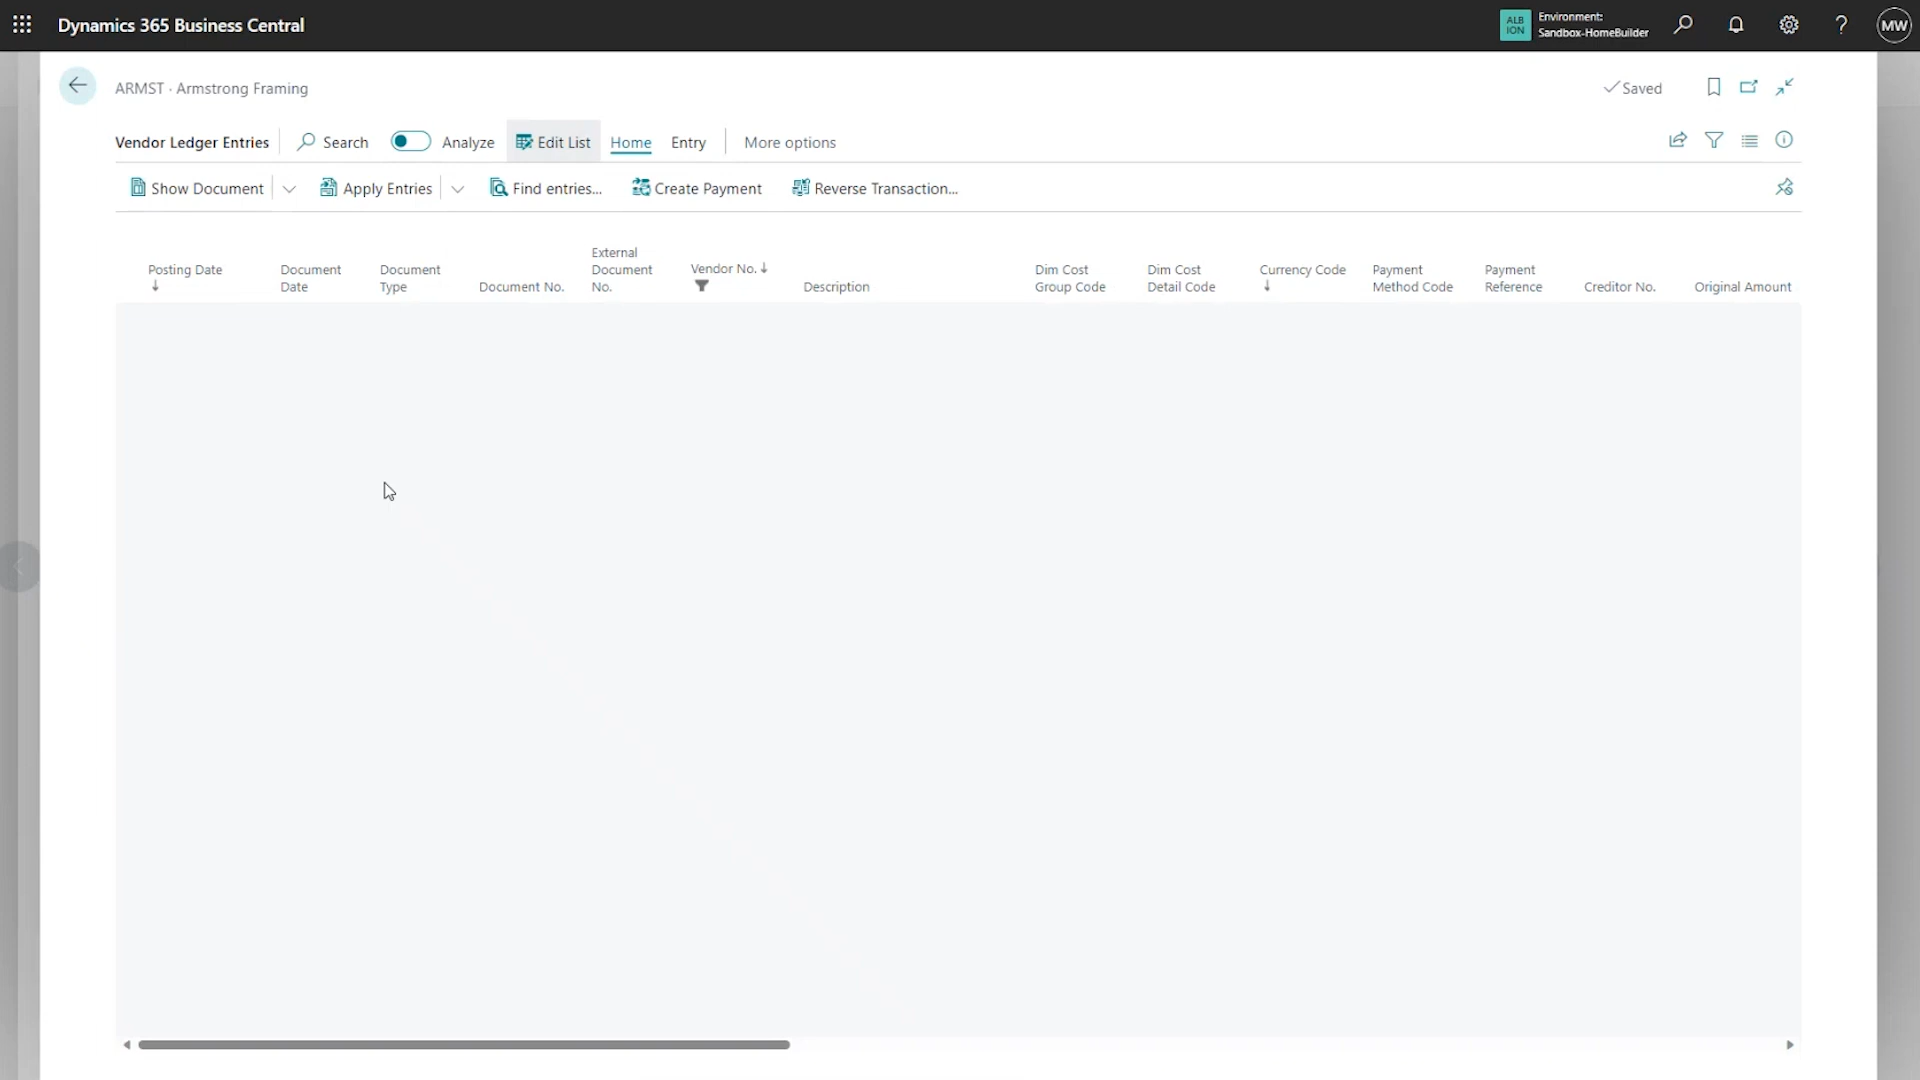 Dynamics 365 Business Central
ALB
ION
Environment:
Sandbox-HomeBuilder
MW
ARMST · Armstrong Framing
Saved
Vendor Ledger Entries
Search
Analyze
Edit List
Home
Entry
More options
Show Document
Apply Entries
Find entries...
Create Payment
Reverse Transaction...
Posting Date
Document
Date
Document
Type
Document No.
External
Document
No.
Vendor No.
Description
Dim Cost
Group Code
Dim Cost
Detail Code
Currency Code
Payment
Method Code
Payment
Reference
Creditor No.
Original Amount